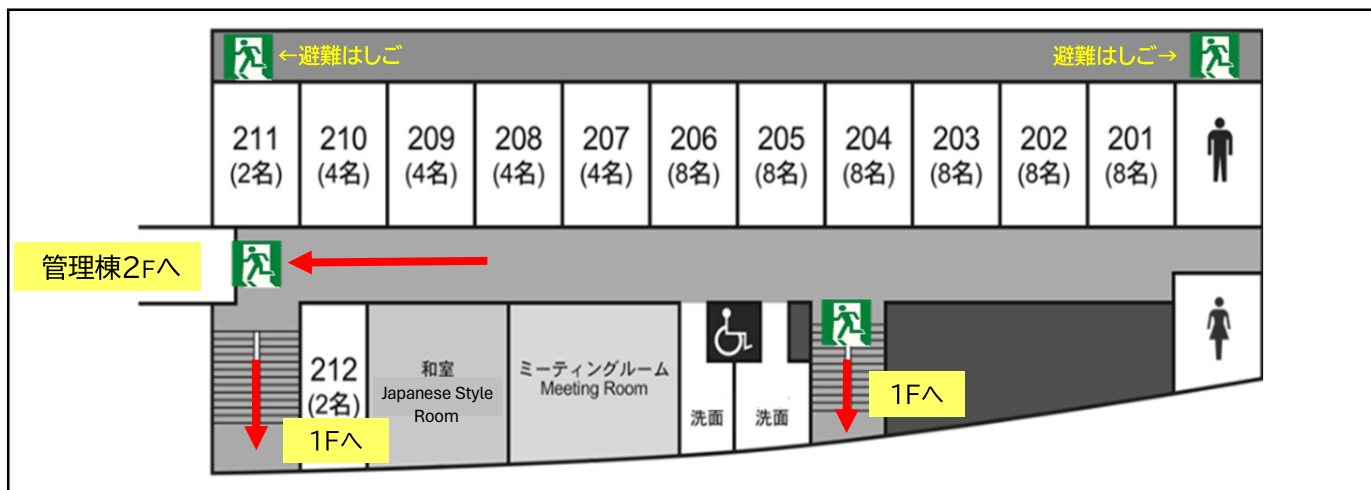 ←避難はしご
避難はしご→
211
(2名)
210
(4名)
209
(4名)
208
(4名)
207
(4名)
206
(8名)
205
(8名)
204
(8名)
203
(8名)
202
(8名)
201
(8名)
管理棟2Fへ
212
(2名)
和室
Japanese Style
Room
ミーティングルーム
Meeting Room
洗面
洗面
1Fへ
1Fへ